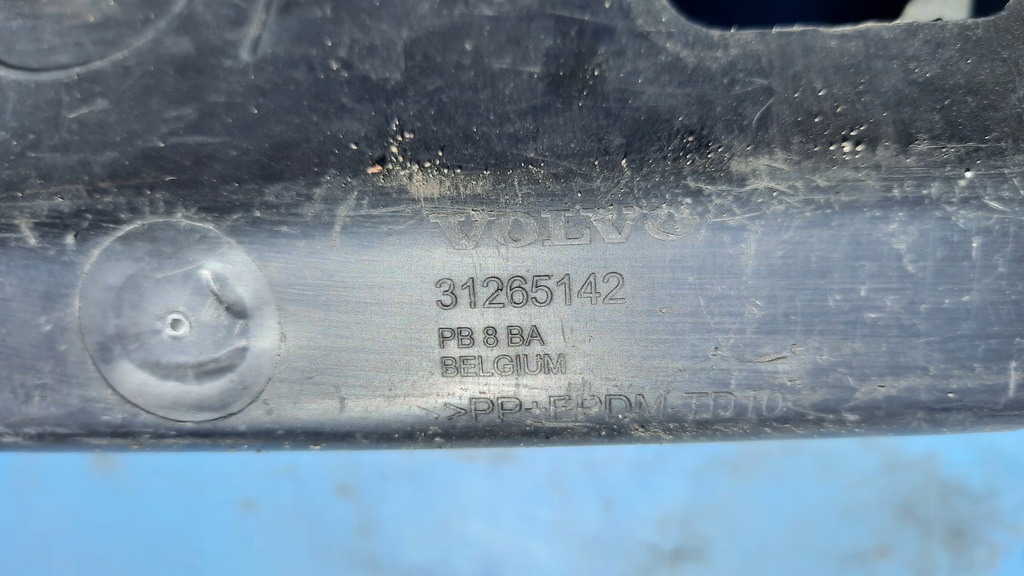 VOLVO
31265142
PB 8 BA
BELGIUM
>PP+EPDM-TD10